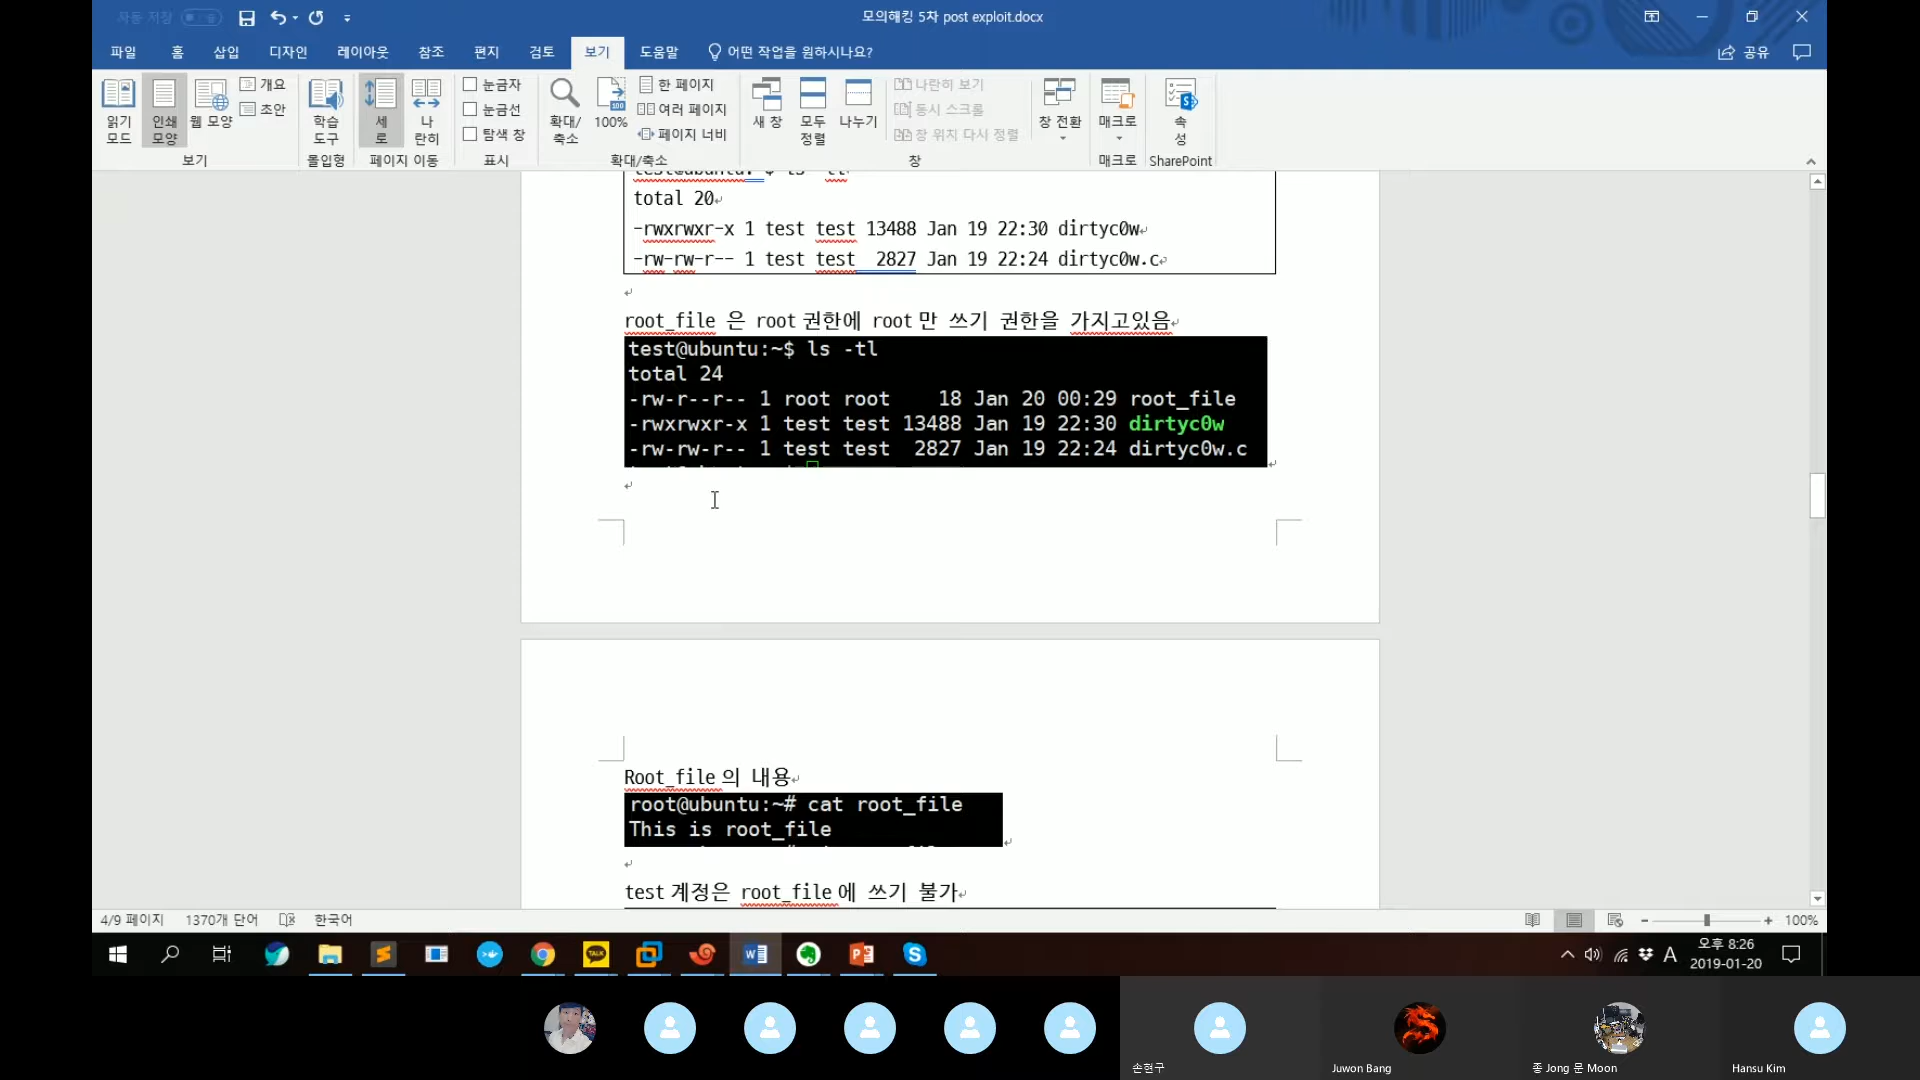 자동 저장
모의해킹 5차 post exploit.docx
파일 홈 삽입 디자인 레이아웃 참조 편지 검토 보기 도움말 어떤 작업을 원하시나요?
공유
읽기 모드
인쇄 모양
웹 모양
개요
초안
보기
학습 도구
몰입형
세로
나란히
페이지 이동
눈금자
눈금선
탐색 창
표시
확대/축소
100
100%
한 페이지
여러 페이지
페이지 너비
확대/축소
새 창
모두 정렬
나누기
나란히 보기
동시 스크롤
창 위치 다시 정렬
창 전환
창
매크로
매크로
속성
SharePoint
test@ubuntu:~$ ls -tl
total 20
-rwxrwxr-x 1 test test 13488 Jan 19 22:30 dirtyc0w
-rw-rw-r-- 1 test test  2827 Jan 19 22:24 dirtyc0w.c
root_file 은 root 권한에 root 만 쓰기 권한을 가지고있음
test@ubuntu:~$ ls -tl
total 24
-rw-r--r-- 1 root root    18 Jan 20 00:29 root_file
-rwxrwxr-x 1 test test 13488 Jan 19 22:30 dirtyc0w
-rw-rw-r-- 1 test test  2827 Jan 19 22:24 dirtyc0w.c
Root_file 의 내용
root@ubuntu:~# cat root_file
This is root_file
test 계정은 root_file 에 쓰기 불가
4/9 페이지 1370개 단어 한국어
100%
TALK
A
오후 8:26
2019-01-20
손현구
Juwon Bang
종 Jong 문 Moon
Hansu Kim